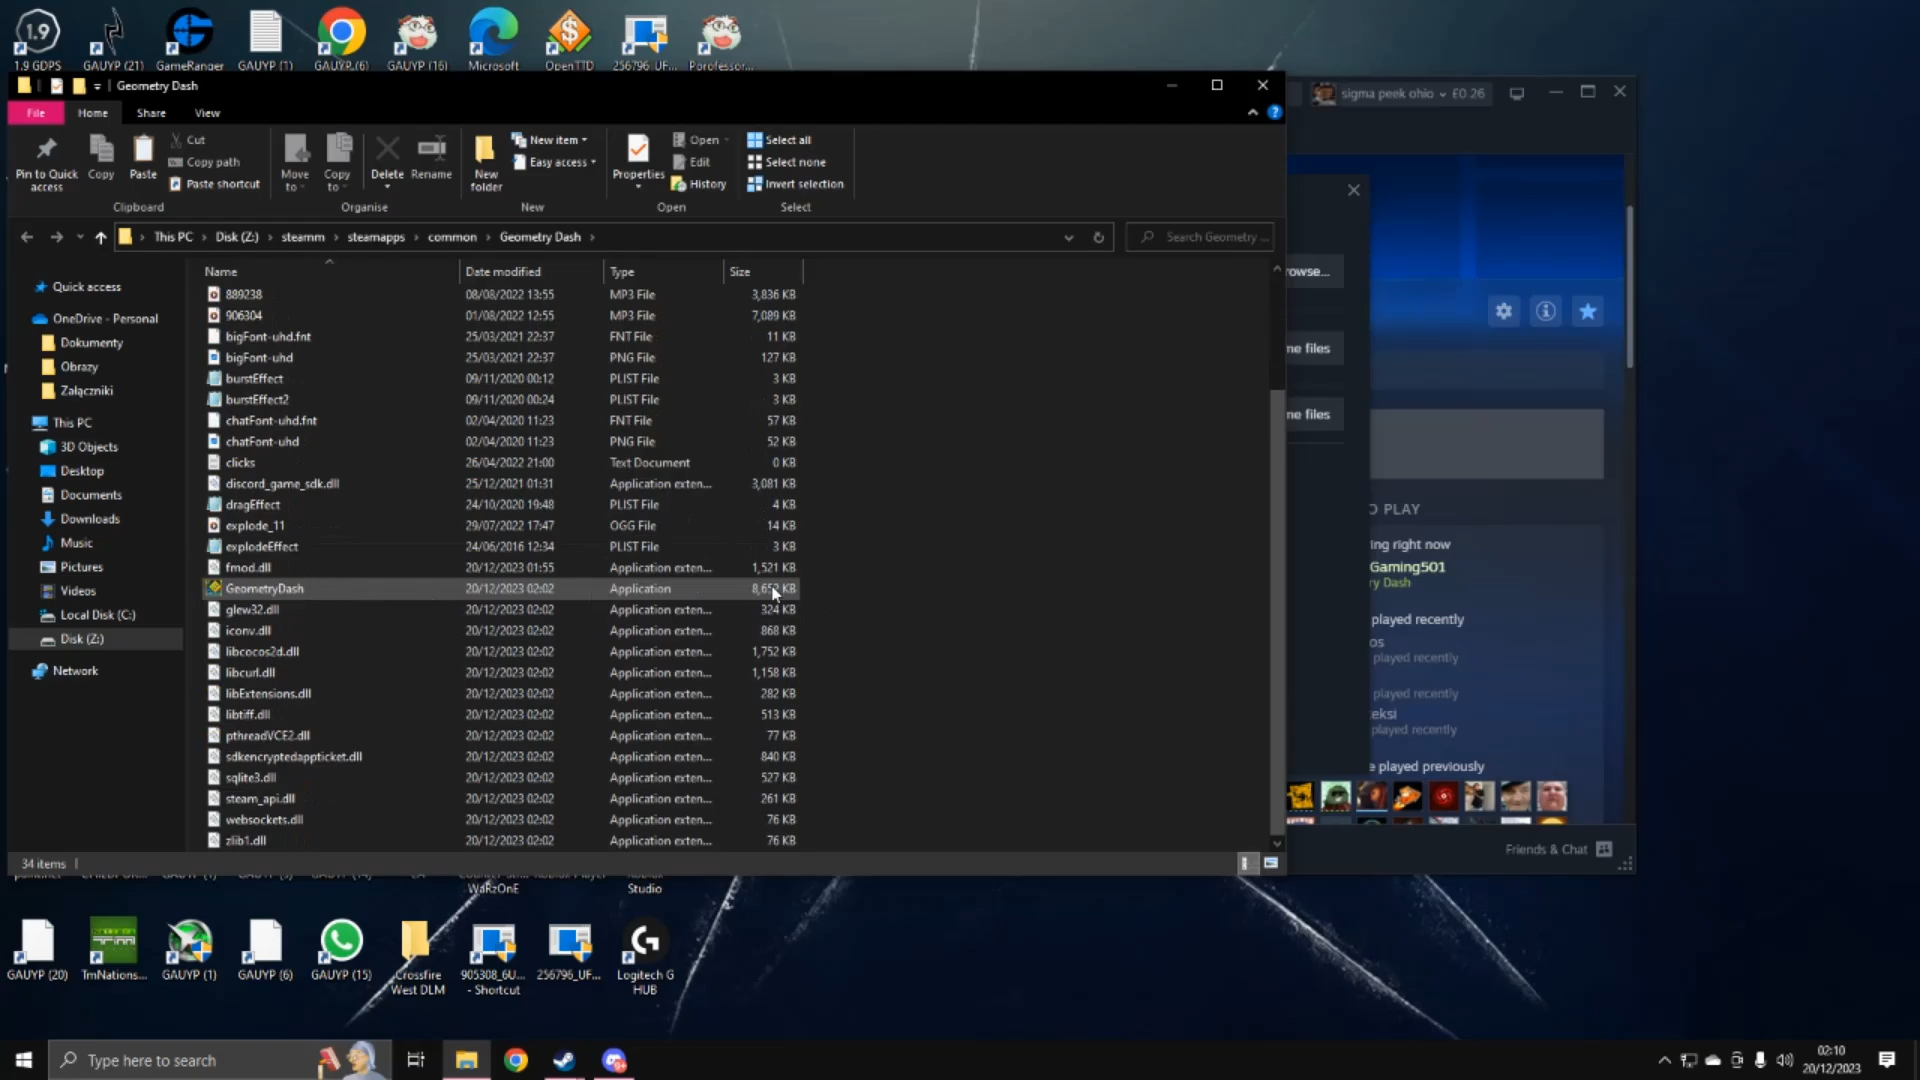 1.9 GDPS
GAUYP (21)
GameRanger
GAUYP (1)
GAUYP (6)
GAUYP (16)
Microsoft
OpenTTD
256796_UF...
Porofessor...
Geometry Dash
File
Home
Share
View
Pin to Quick access
Copy
Paste
Cut
Copy path
Paste shortcut
Clipboard
Move to
Copy to
Delete
Rename
Organise
New folder
New item
Easy access
New
Properties
Open
Edit
History
Open
Select all
Select none
Invert selection
Select
This PC > Disk (Z:) > steamm > steamapps > common > Geometry Dash >
Search Geometry ...
Quick access
OneDrive - Personal
Dokumenty
Obrazy
Załączniki
This PC
3D Objects
Desktop
Documents
Downloads
Music
Pictures
Videos
Local Disk (C:)
Disk (Z:)
Network
Name Date modified Type Size
889238 08/08/2022 13:55 MP3 File 3,836 KB
906304 01/08/2022 12:55 MP3 File 7,089 KB
bigFont-uhd.fnt 25/03/2021 22:37 FNT File 11 KB
bigFont-uhd 25/03/2021 22:37 PNG File 127 KB
burstEffect 09/11/2020 00:12 PLIST File 3 KB
burstEffect2 09/11/2020 00:24 PLIST File 3 KB
chatFont-uhd.fnt 02/04/2020 11:23 FNT File 57 KB
chatFont-uhd 02/04/2020 11:23 PNG File 52 KB
clicks 26/04/2022 21:00 Text Document 0 KB
discord_game_sdk.dll 25/12/2021 01:31 Application exten... 3,081 KB
dragEffect 24/10/2020 19:48 PLIST File 4 KB
explode_11 29/07/2022 17:47 OGG File 14 KB
explodeEffect 24/06/2016 12:34 PLIST File 3 KB
fmod.dll 20/12/2023 01:55 Application exten... 1,521 KB
GeometryDash 20/12/2023 02:02 Application KB
glew32.dll 20/12/2023 02:02 Application exten... 324 KB
iconv.dll 20/12/2023 02:02 Application exten... 868 KB
libcocos2d.dll 20/12/2023 02:02 Application exten... 1,752 KB
libcurl.dll 20/12/2023 02:02 Application exten... 1,158 KB
libExtensions.dll 20/12/2023 02:02 Application exten... 282 KB
libtiff.dll 20/12/2023 02:02 Application exten... 513 KB
pthreadVCE2.dll 20/12/2023 02:02 Application exten... 77 KB
sdkencryptedappticket.dll 20/12/2023 02:02 Application exten... 840 KB
sqlite3.dll 20/12/2023 02:02 Application exten... 527 KB
steam_api.dll 20/12/2023 02:02 Application exten... 261 KB
websockets.dll 20/12/2023 02:02 Application exten... 76 KB
zlib1.dll 20/12/2023 02:02 Application exten... 76 KB
34 items
sigma peek ohio £0.26
owse...
ne files
ne files
O PLAY
ing right now
Gaming501
ry Dash
played recently
os
played recently
played recently
eksi
played recently
e played previously
Friends & Chat
WaRzOnE
Studio
GAUYP (20)
TmNations...
GAUYP (1)
GAUYP (6)
GAUYP (15)
Crossfire West DLM
905308_6U... - Shortcut
256796_UF...
Logitech G HUB
Type here to search
02:10
20/12/2023